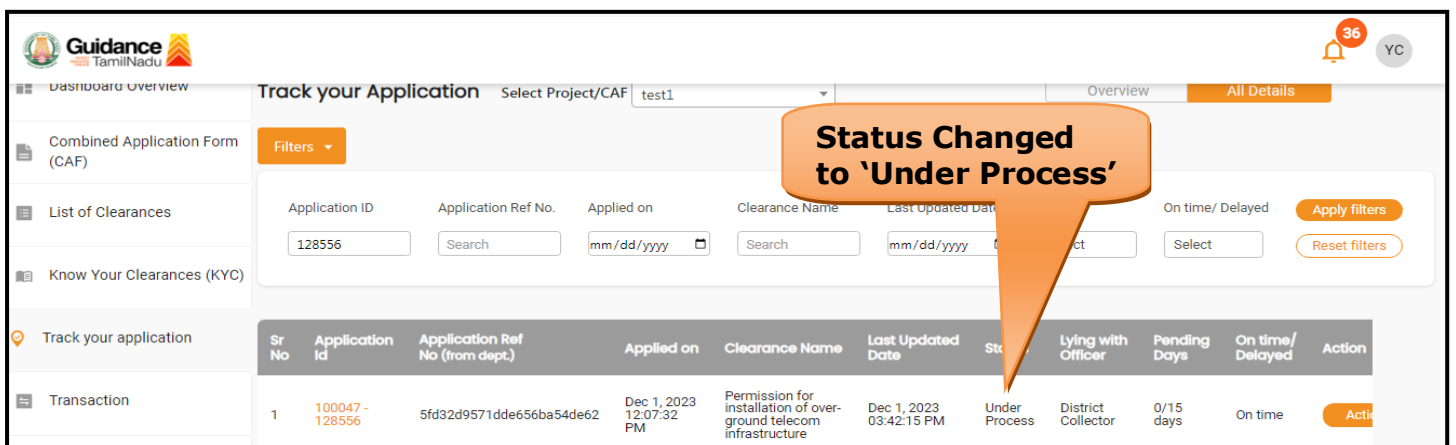 Guidance
TamilNadu
36
YC
Dashboard Overview
Track your Application
Select Project/CAF
test1
Overview
All Details
Combined Application Form
(CAF)
Filters
Status Changed
to ‘Under Process’
List of Clearances
Application ID
Application Ref No.
Applied on
Clearance Name
Last Updated Date
On time/ Delayed
Apply filters
128556
Search
mm/dd/yyyy
Search
mm/dd/yyyy
Select
Reset filters
Know Your Clearances (KYC)
Track your application
Sr
No
Application
Id
Application Ref
No (from dept.)
Applied on
Clearance Name
Last Updated
Date
Lying with
Officer
Pending
Days
On time/
Delayed
Action
Transaction
1
100047 -
128556
5fd32d9571dde656ba54de62
Dec 1, 2023
12:07:32
PM
Permission for
installation of over-
ground telecom
infrastructure
Dec 1, 2023
03:42:15 PM
Under
Process
District
Collector
0/15
days
On time